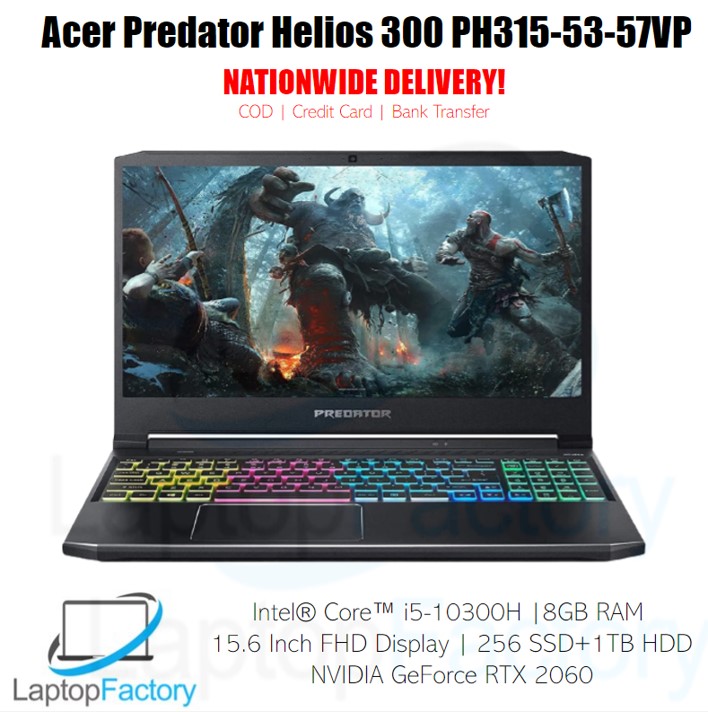 Acer Predator Helios 300 PH315-53-57VP
NATIONWIDE DELIVERY!
COD | Credit Card | Bank Transfer
PREDATOR
LaptopFactory
Intel® Core™ i5-10300H |8GB RAM
15.6 Inch FHD Display | 256 SSD+1TB HDD
NVIDIA GeForce RTX 2060
LaptopFactory